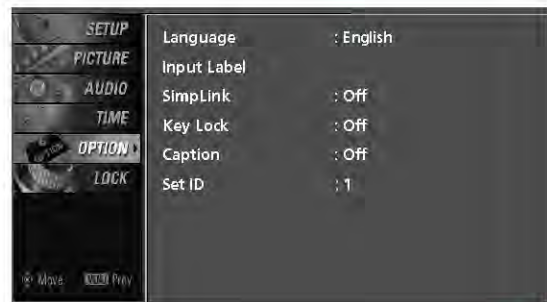 SETUP
PICTURE
AUDIO
TIME
OPTION
LOCK
Move MENU Prev
Language : English
Input Label
SimpLink : Off
Key Lock : Off
Caption : Off
Set ID : 1